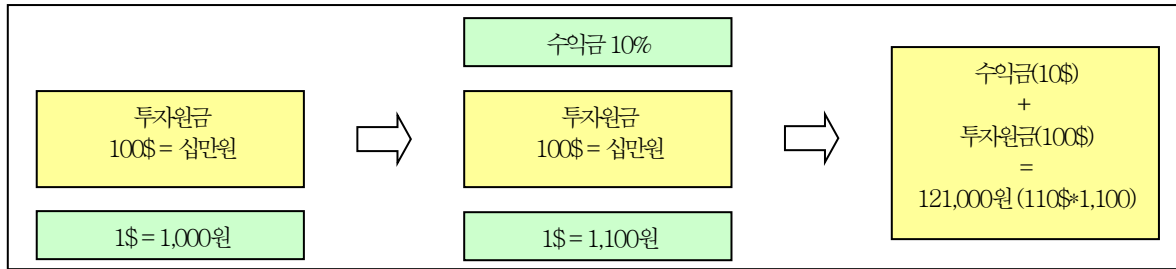 투자원금
100$ = 십만원
1$ = 1,000원
수익금 10%
투자원금
100$ = 십만원
1$ = 1,100원
수익금(10$)
+
투자원금(100$)
=
121,000원 (110$*1,100)